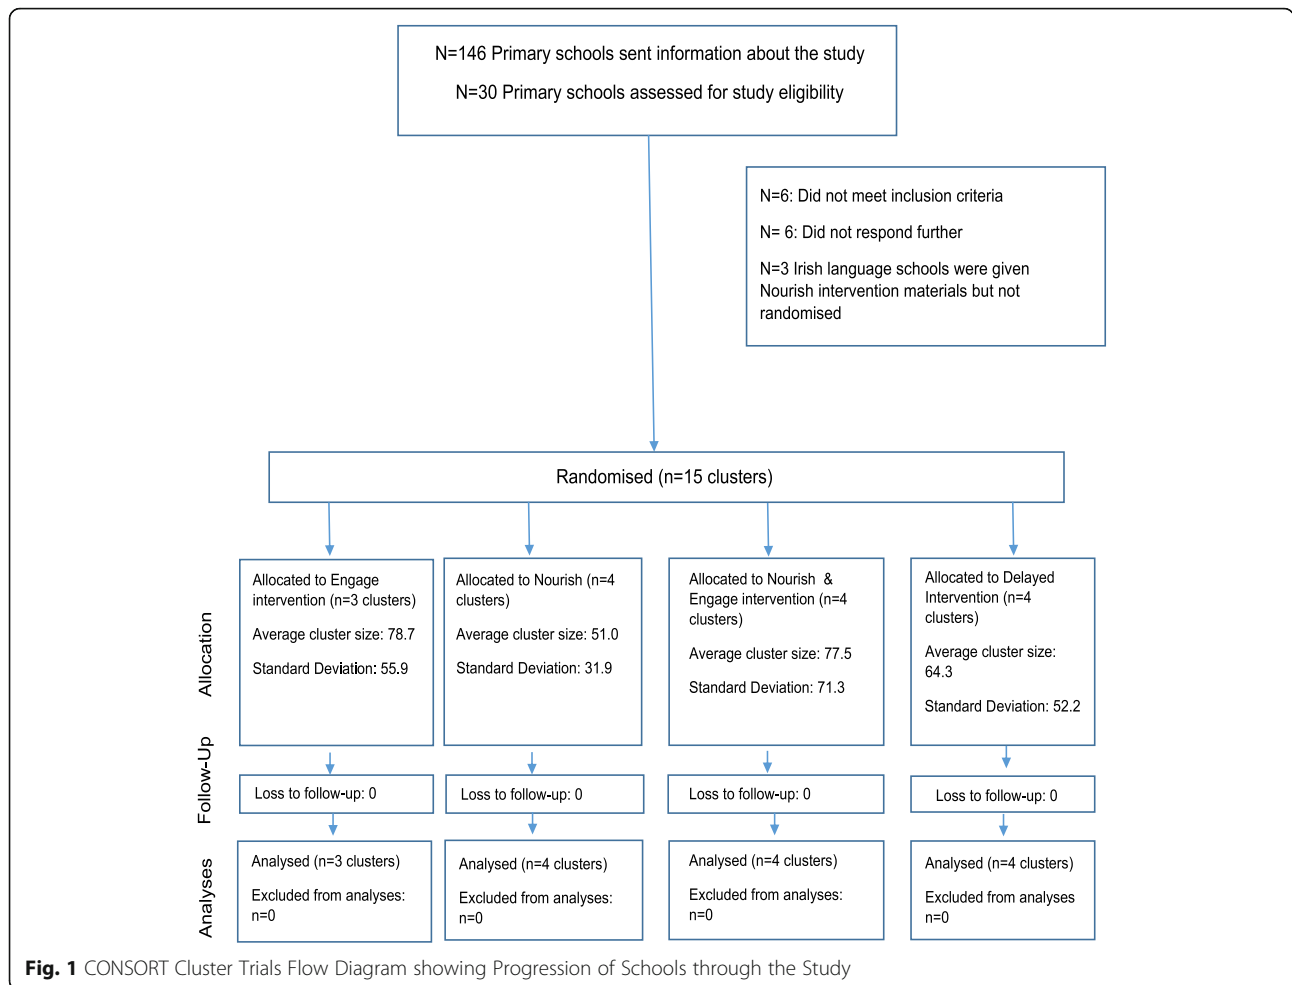 N=146 Primary schools sent information about the study
N=30 Primary schools assessed for study eligibility
N=6: Did not meet inclusion criteria
N= 6: Did not respond further
N=3 Irish language schools were given
Nourish intervention materials but not
randomised
Randomised (n=15 clusters)
Allocation
Allocated to Engage
intervention (n=3 clusters)
Average cluster size: 78.7
Standard Deviation: 55.9
Allocated to Nourish (n=4
clusters)
Average cluster size: 51.0
Standard Deviation: 31.9
Allocated to Nourish & 
Engage intervention (n=4
clusters)
Average cluster size: 77.5
Standard Deviation: 71.3
Allocated to Delayed
Intervention (n=4
clusters)
Average cluster size:
64.3
Standard Deviation: 52.2
Follow-Up
Loss to follow-up: 0
Loss to follow-up: 0
Loss to follow-up: 0
Loss to follow-up: 0
Analyses
Analysed (n=3 clusters)
Excluded from analyses:
n=0
Analysed (n=4 clusters)
Excluded from analyses:
n=0
Analysed (n=4 clusters)
Excluded from analyses:
n=0
Analysed (n=4 clusters)
Excluded from analyses
n=0
Fig. 1 CONSORT Cluster Trials Flow Diagram showing Progression of Schools through the Study